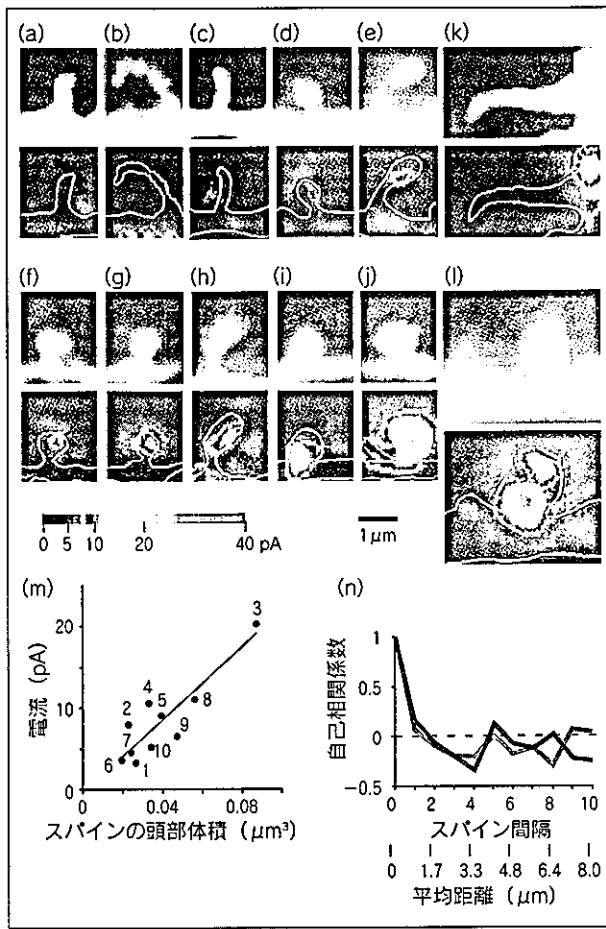 (a) (b) (c) (d) (e) (k)
(f) (g) (h) (i) (j) (l)
0 5 10 20 40 pA
1 μm
(m)
電流 (pA)
20
10
0
3
4
2 5 8
7 9
6 1 10
0 0.04 0.08
スパインの頭部体積 (μm³)
(n)
自己相関係数
1
0.5
0
−0.5
0 2 4 6 8 10
スパイン間隔
0 1.7 3.3 4.8 6.4 8.0
平均距離 (μm)